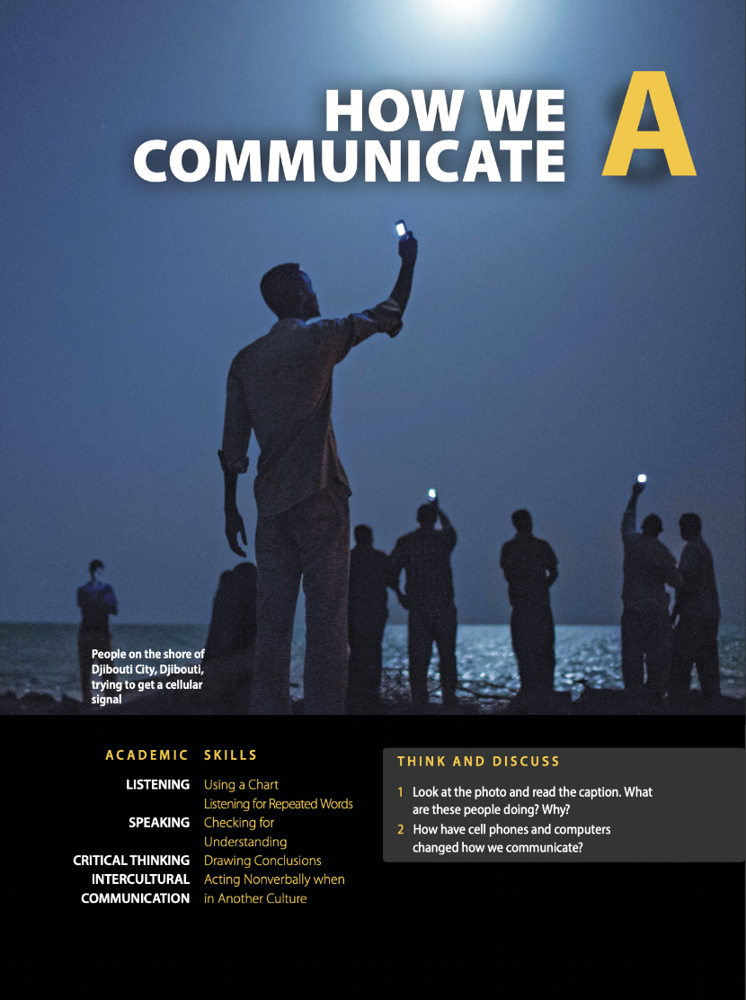 HOW WE
COMMUNICATE
A
People on the shore of
Djibouti City, Djibouti,
trying to get a cellular
signal
ACADEMIC SKILLS
LISTENING Using a Chart
Listening for Repeated Words
SPEAKING Checking for
Understanding
CRITICAL THINKING Drawing Conclusions
INTERCULTURAL Acting Nonverbally when
COMMUNICATION in Another Culture
THINK AND DISCUSS
1 Look at the photo and read the caption. What
are these people doing? Why?
2 How have cell phones and computers
changed how we communicate?